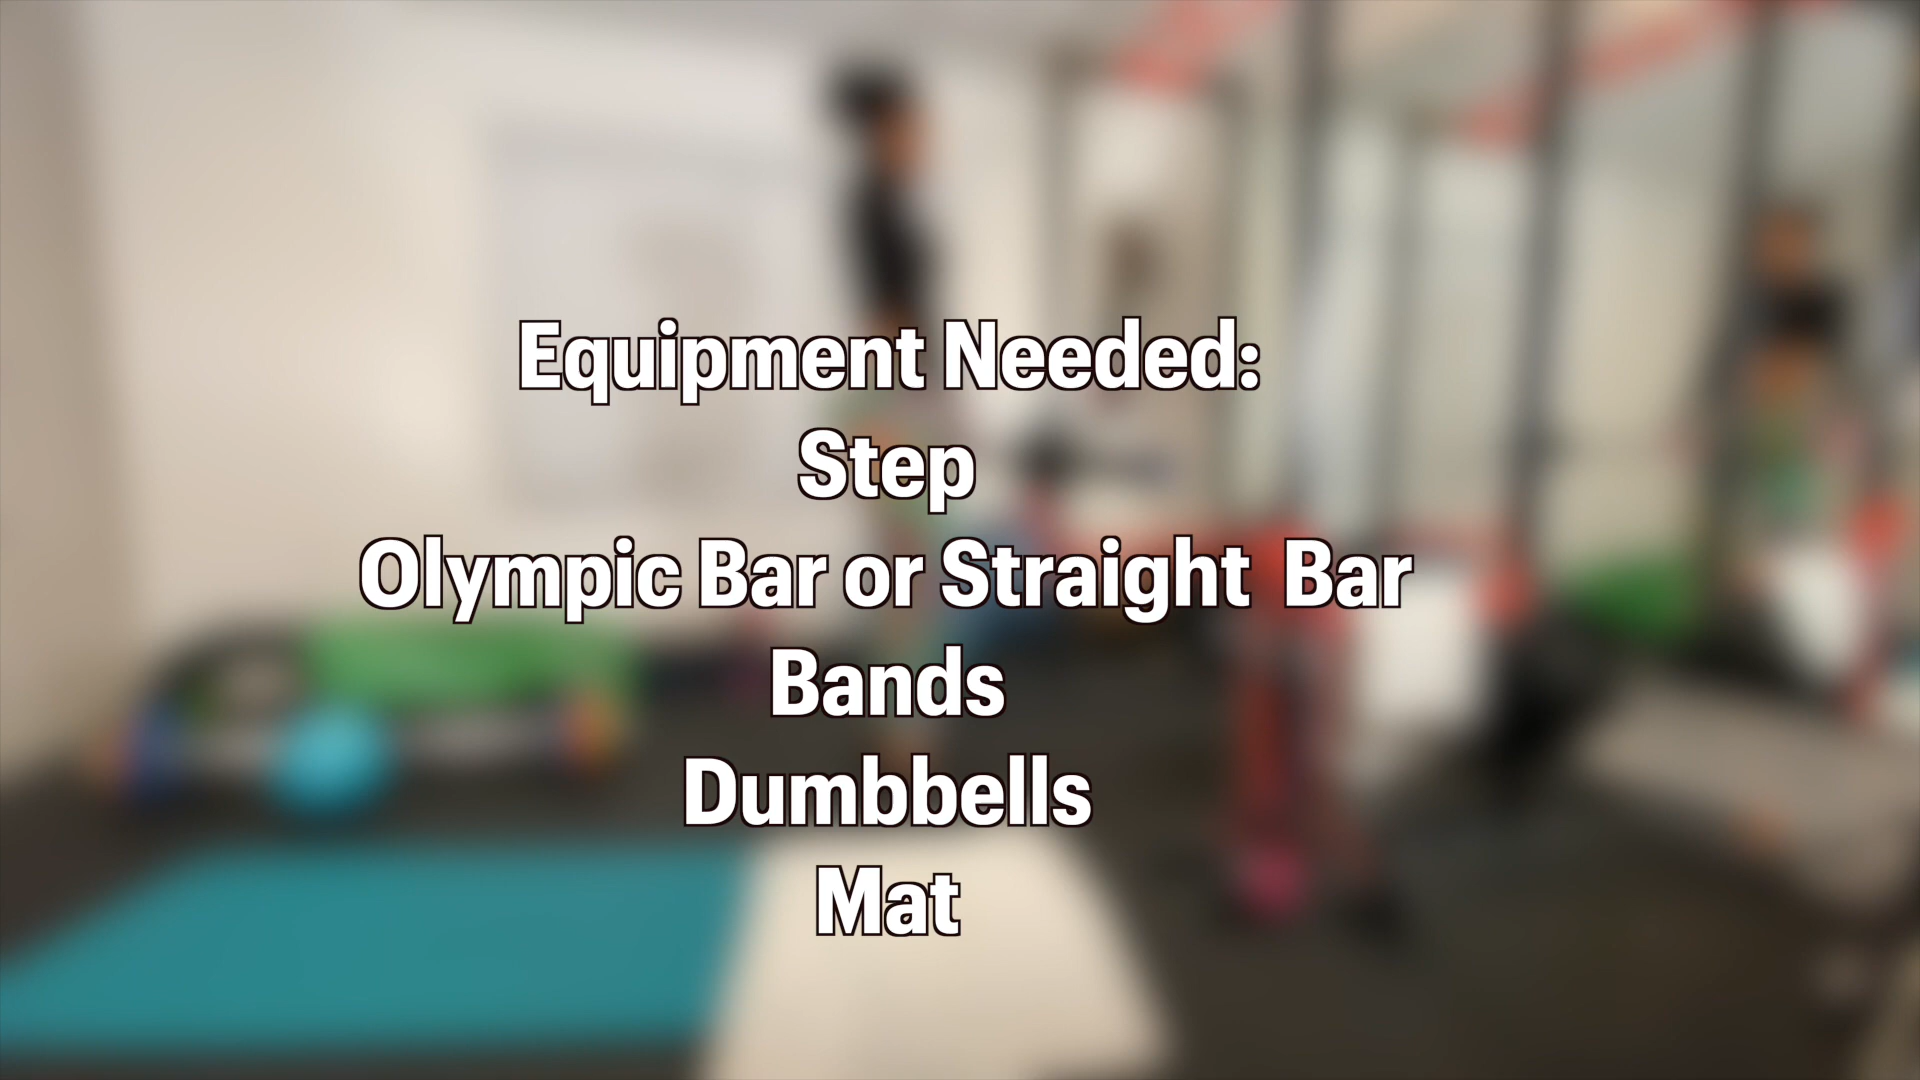 Equipment Needed:
Step
Olympic Bar or Straight  Bar
Bands
Dumbbells
Mat